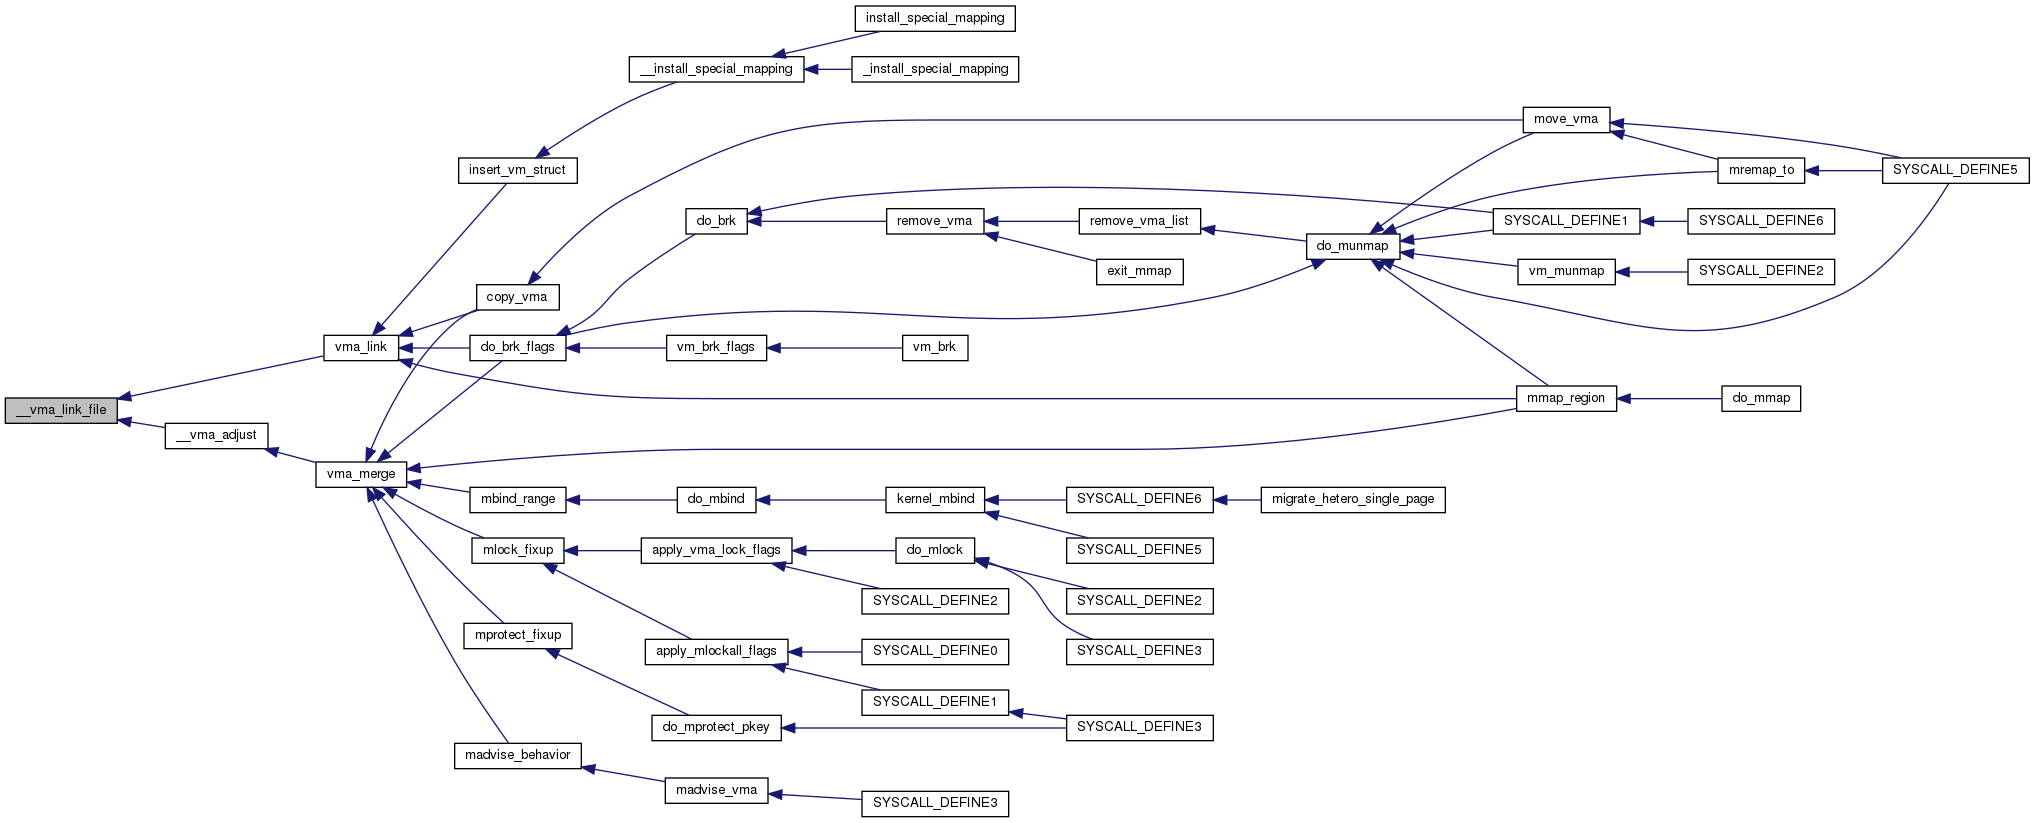 install_special_mapping
__install_special_mapping
_install_special_mapping
move_vma
insert_vm_struct
mremap_to
SYSCALL_DEFINE5
do_brk
remove_vma
remove_vma_list
SYSCALL_DEFINE1
SYSCALL_DEFINE6
do_munmap
exit_mmap
vm_munmap
SYSCALL_DEFINE2
copy_vma
vma_link
do_brk_flags
vm_brk_flags
vm_brk
mmap_region
do_mmap
__vma_link_file
__vma_adjust
vma_merge
mbind_range
do_mbind
kernel_mbind
SYSCALL_DEFINE6
migrate_hetero_single_page
mlock_fixup
apply_vma_lock_flags
do_mlock
SYSCALL_DEFINE5
SYSCALL_DEFINE2
SYSCALL_DEFINE2
mprotect_fixup
apply_mlockall_flags
SYSCALL_DEFINE0
SYSCALL_DEFINE3
SYSCALL_DEFINE1
do_mprotect_pkey
SYSCALL_DEFINE3
madvise_behavior
madvise_vma
SYSCALL_DEFINE3